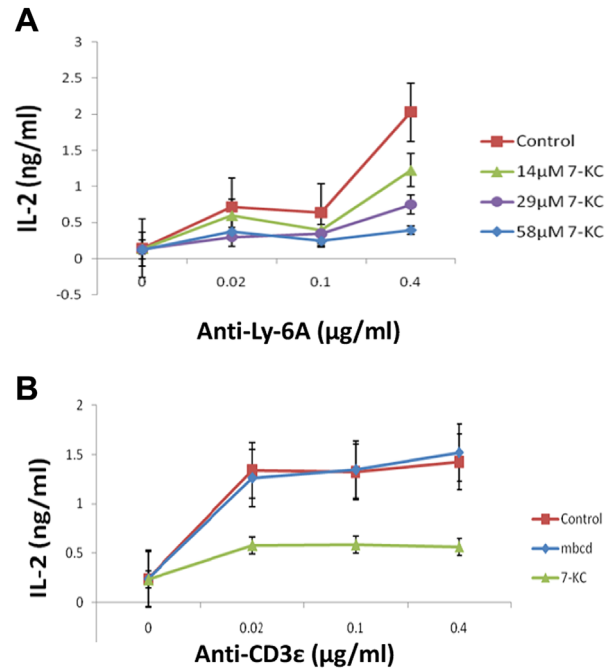 A
3
2.5
2
1.5
1
0.5
0
-0.5
IL-2 (ng/ml)
0 0.02 0.1 0.4
Anti-Ly-6A (µg/ml)
Control
14µM 7-KC
29µM 7-KC
58µM 7-KC
B
2
1.5
1
0.5
0
IL-2 (ng/ml)
0 0.02 0.1 0.4
Anti-CD3ε (µg/ml)
Control
mbcd
7-KC